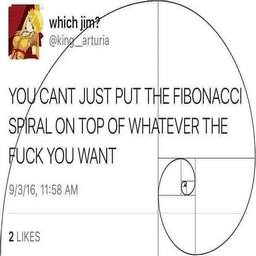 which jim?
@king__arturia
YOU CANT JUST PUT THE FIBONACCI
SPIRAL ON TOP OF WHATEVER THE
FUCK YOU WANT
9/3/16, 11:58 AM
2 LIKES